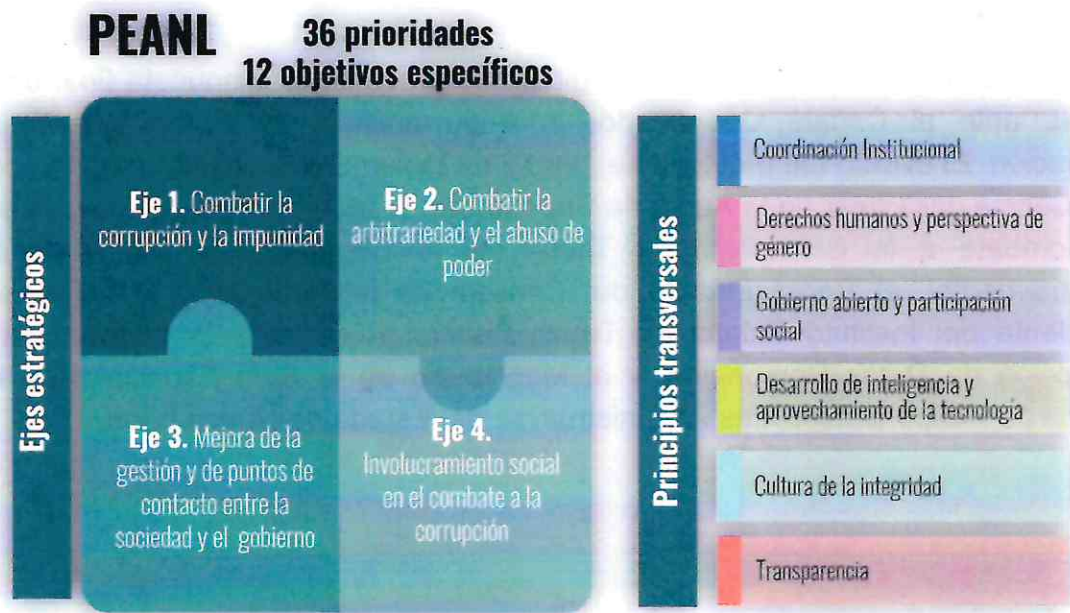 PEANL
36 prioridades
12 objetivos específicos
Ejes estratégicos
Eje 1. Combatir la
corrupción y la impunidad
Eje 2. Combatir la
arbitrariedad y el abuso de
poder
Eje 3. Mejora de la
gestión y de puntos de
contacto entre la
sociedad y el gobierno
Eje 4.
Involucramiento social
en el combate a la
corrupción
Principios transversales
Coordinación Institucional
Derechos humanos y perspectiva de
género
Gobierno abierto y participación
social
Desarrollo de inteligencia y
aprovechamiento de la tecnología
Cultura de la integridad
Transparencia